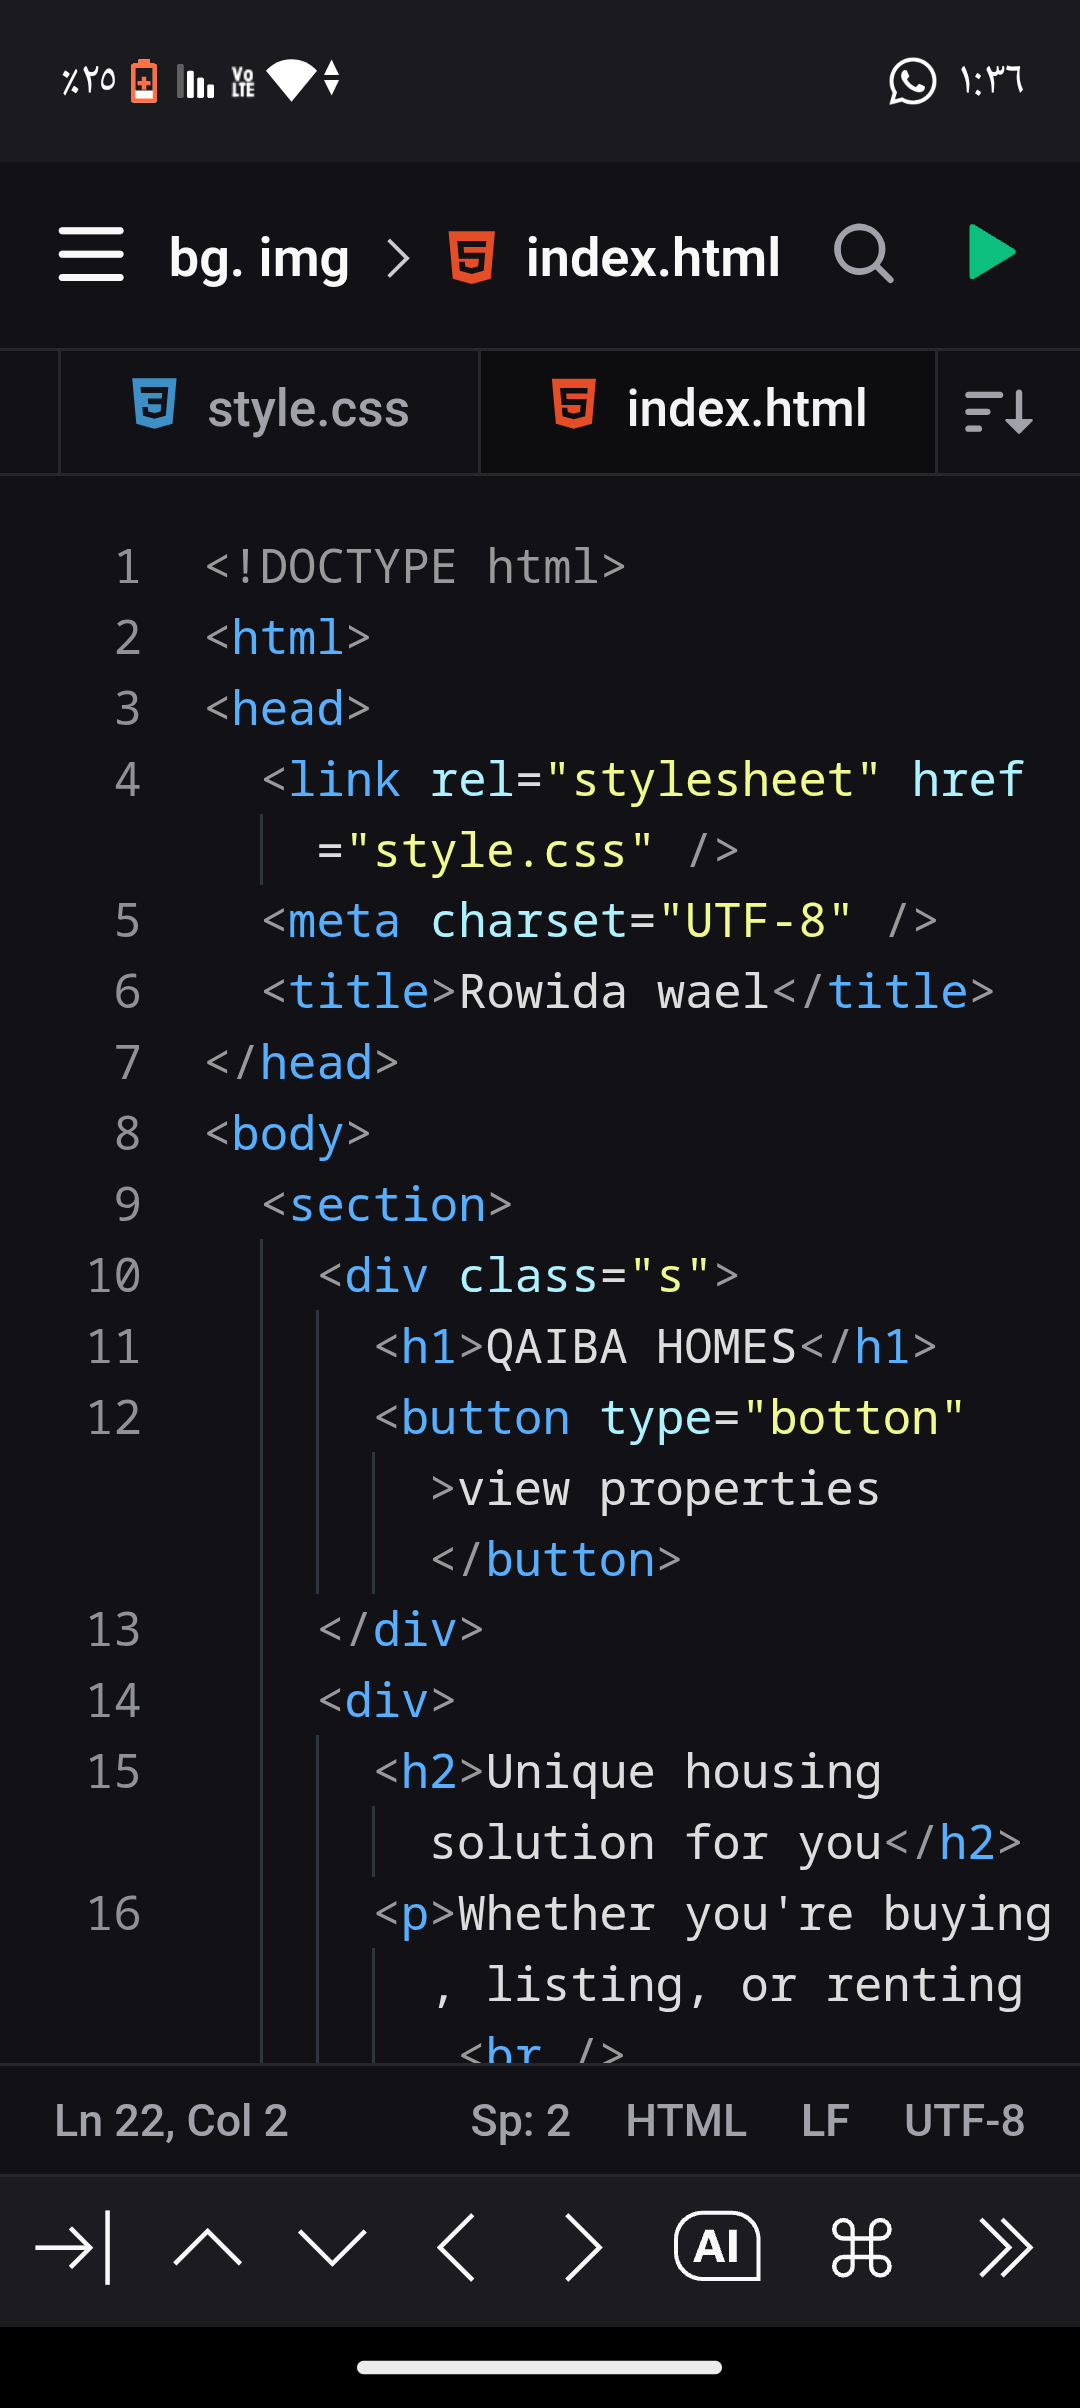 ٪٢٥ Vo LTE ١:٣٦
bg. img > index.html
style.css index.html
1 <!DOCTYPE html>
2 <html>
3 <head>
4 <link rel="stylesheet" href
="style.css" />
5 <meta charset="UTF-8" />
6 <title>Rowida wael</title>
7 </head>
8 <body>
9 <section>
10 <div class="s">
11 <h1>QAIBA HOMES</h1>
12 <button type="botton"
>view properties
</button>
13 </div>
14 <div>
15 <h2>Unique housing
solution for you</h2>
16 <p>Whether you're buying
, listing, or renting
<br />
Ln 22, Col 2 Sp: 2 HTML LF UTF-8
AI